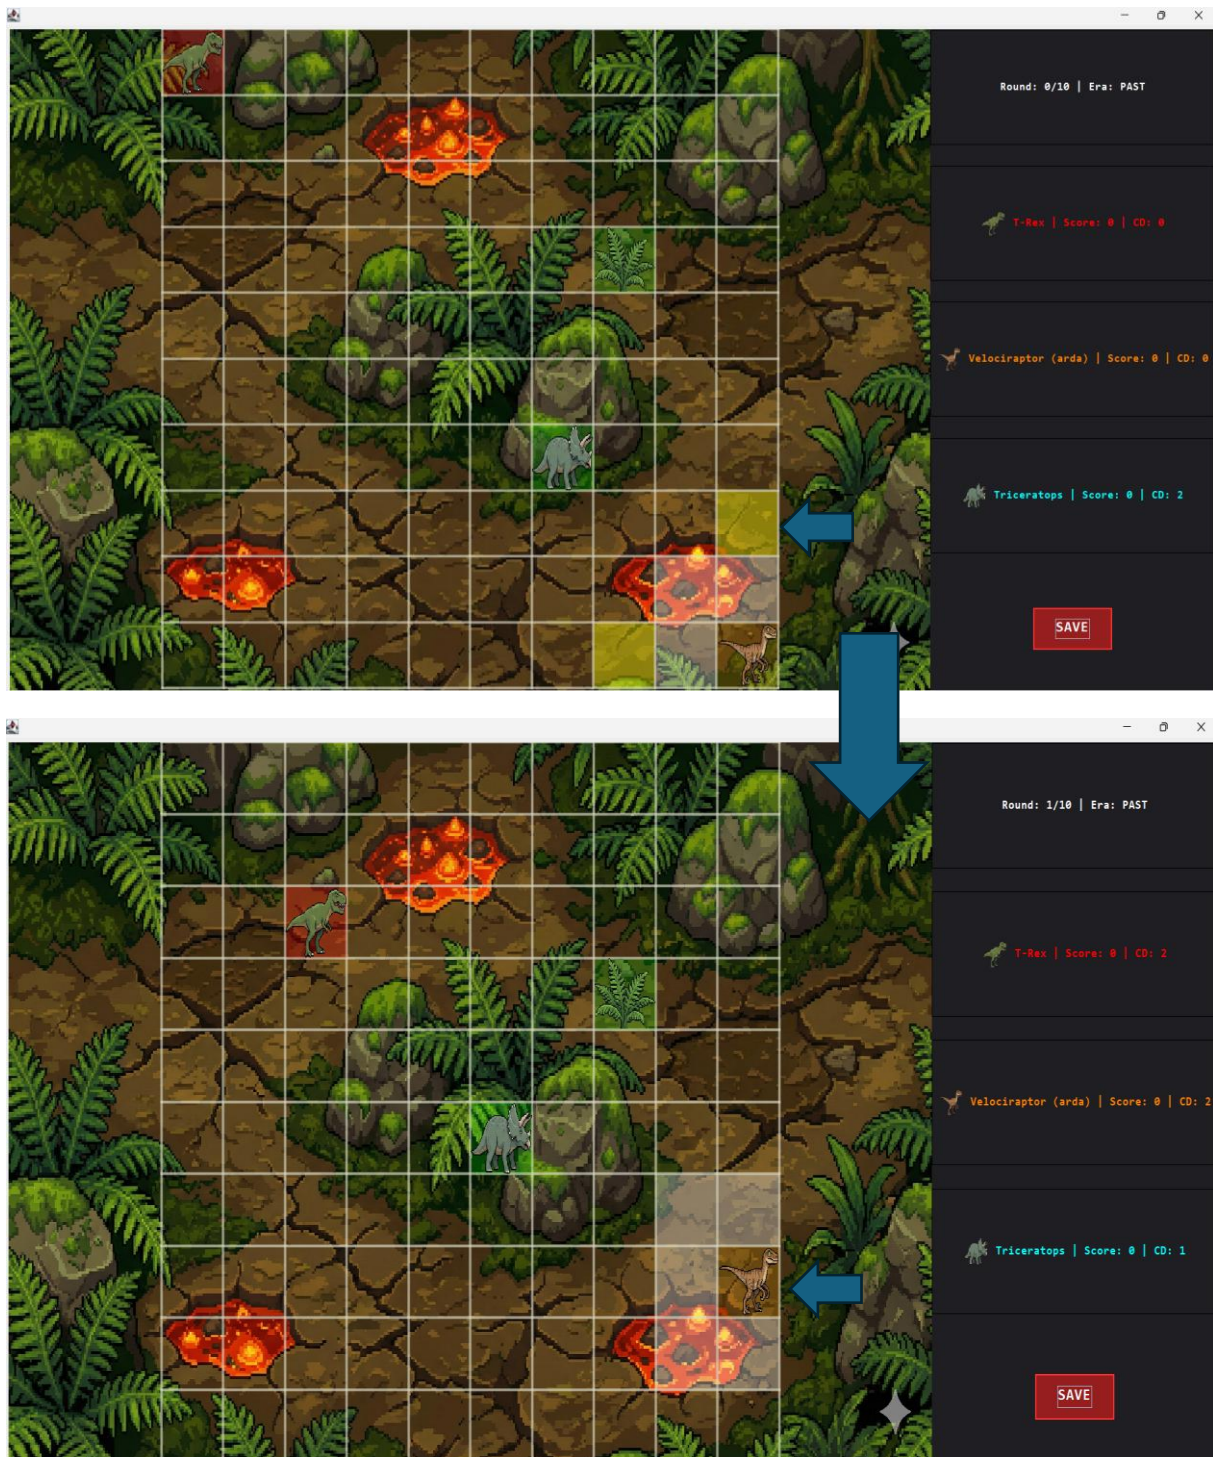 Round: 0/10 | Era: PAST
T-Rex | Score: 0 | CD: 0
Velociraptor (arda) | Score: 0 | CD: 0
Triceratops | Score: 0 | CD: 2
SAVE
Round: 1/10 | Era: PAST
T-Rex | Score: 0 | CD: 2
Velociraptor (arda) | Score: 0 | CD: 2
Triceratops | Score: 0 | CD: 1
SAVE